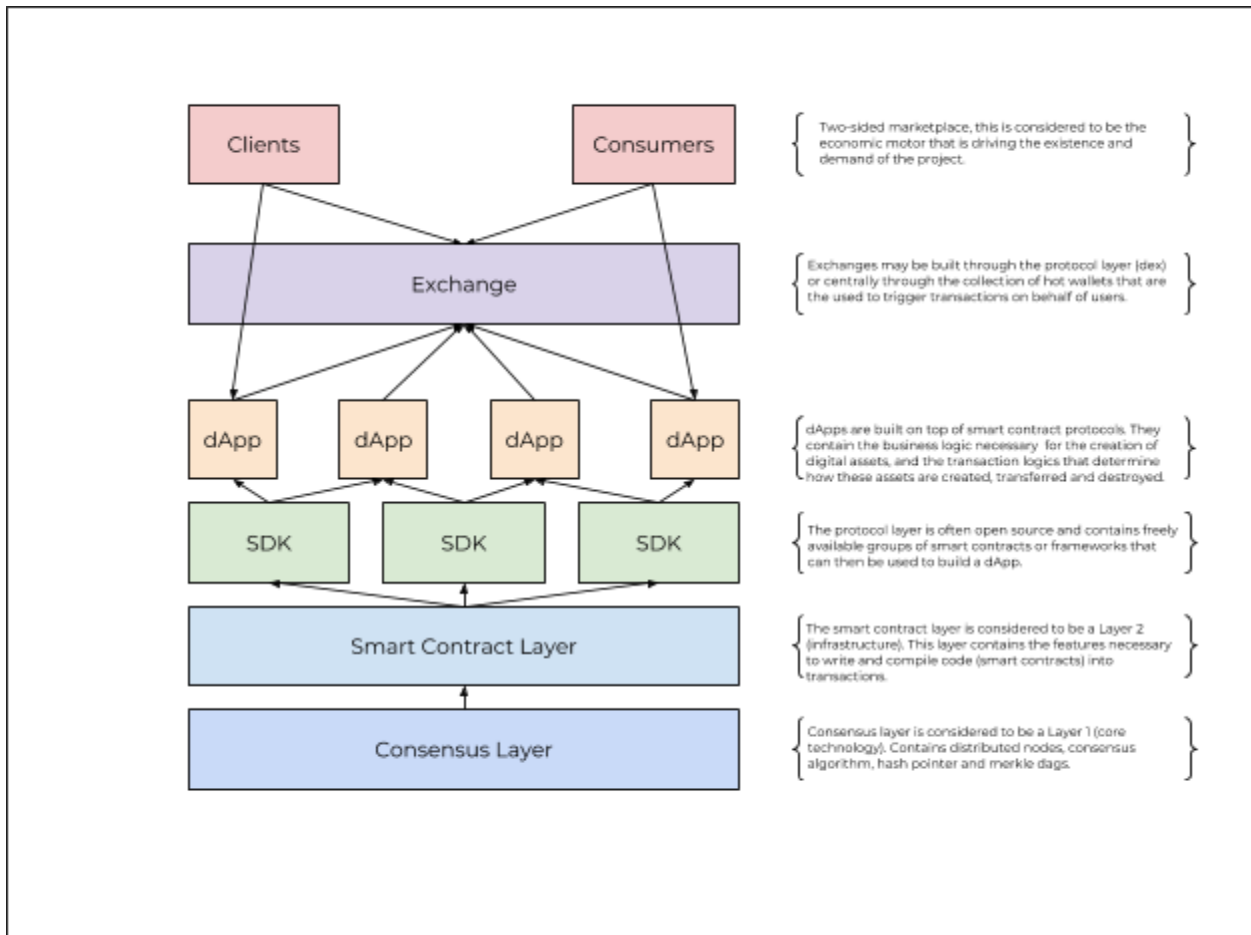 Clients
Consumers
Two-sided marketplace, this is considered to be the
economic motor that is driving the existence and
demand of the project.
Exchange
Exchanges may be built through the protocol layer (dex)
or centrally through the collection of hot wallets that are
the used to trigger transactions on behalf of users.
dApp
dApp
dApp
dApp
dApps are built on top of smart contract protocols. They
contain the business logic necessary for the creation of
digital assets, and the transaction logics that determine
how these assets are created, transferred and destroyed.
SDK
SDK
SDK
The protocol layer is often open source and contains freely
available groups of smart contracts or frameworks that
can then be used to build a dApp.
Smart Contract Layer
The smart contract layer is considered to be a Layer 2
(infrastructure). This layer contains the features necessary
to write and compile code (smart contracts) into
transactions.
Consensus Layer
Consensus layer is considered to be a Layer 1 (core
technology). Contains distributed nodes, consensus
algorithm, hash pointer and merkle dags.